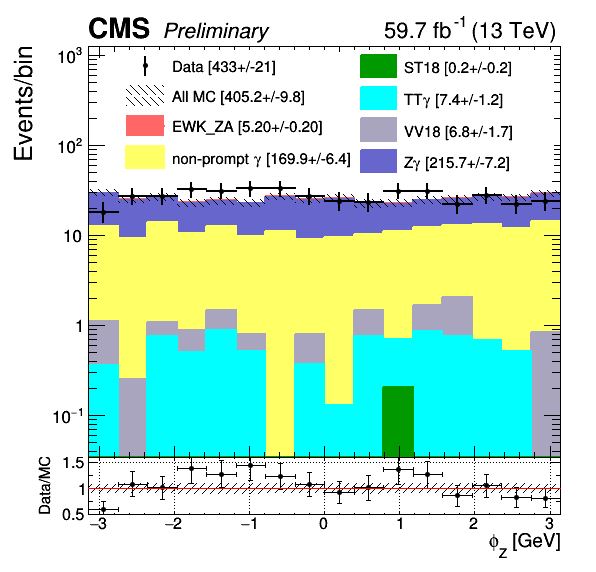 CMS Preliminary 59.7 fb⁻¹ (13 TeV)
Events/bin
10³
10²
10
1
10⁻¹
Data [433+/-21]
All MC [405.2+/-9.8]
EWK_ZA [5.20+/-0.20]
non-prompt γ [169.9+/-6.4]
ST18 [0.2+/-0.2]
TTγ [7.4+/-1.2]
VV18 [6.8+/-1.7]
Zγ [215.7+/-7.2]
Data/MC
1.5
1
0.5
−3 −2 −1 0 1 2 3
ϕ_Z [GeV]